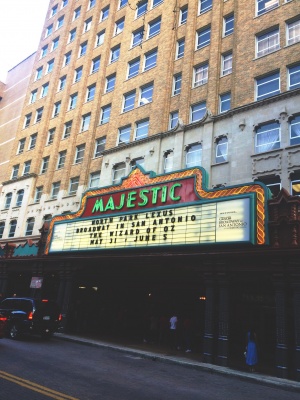 MAJESTIC
NORTH PARK LEXUS
BROADWAY IN SAN ANTONIO
THE WIZARD OF OZ
MAY 31 - JUNE 5